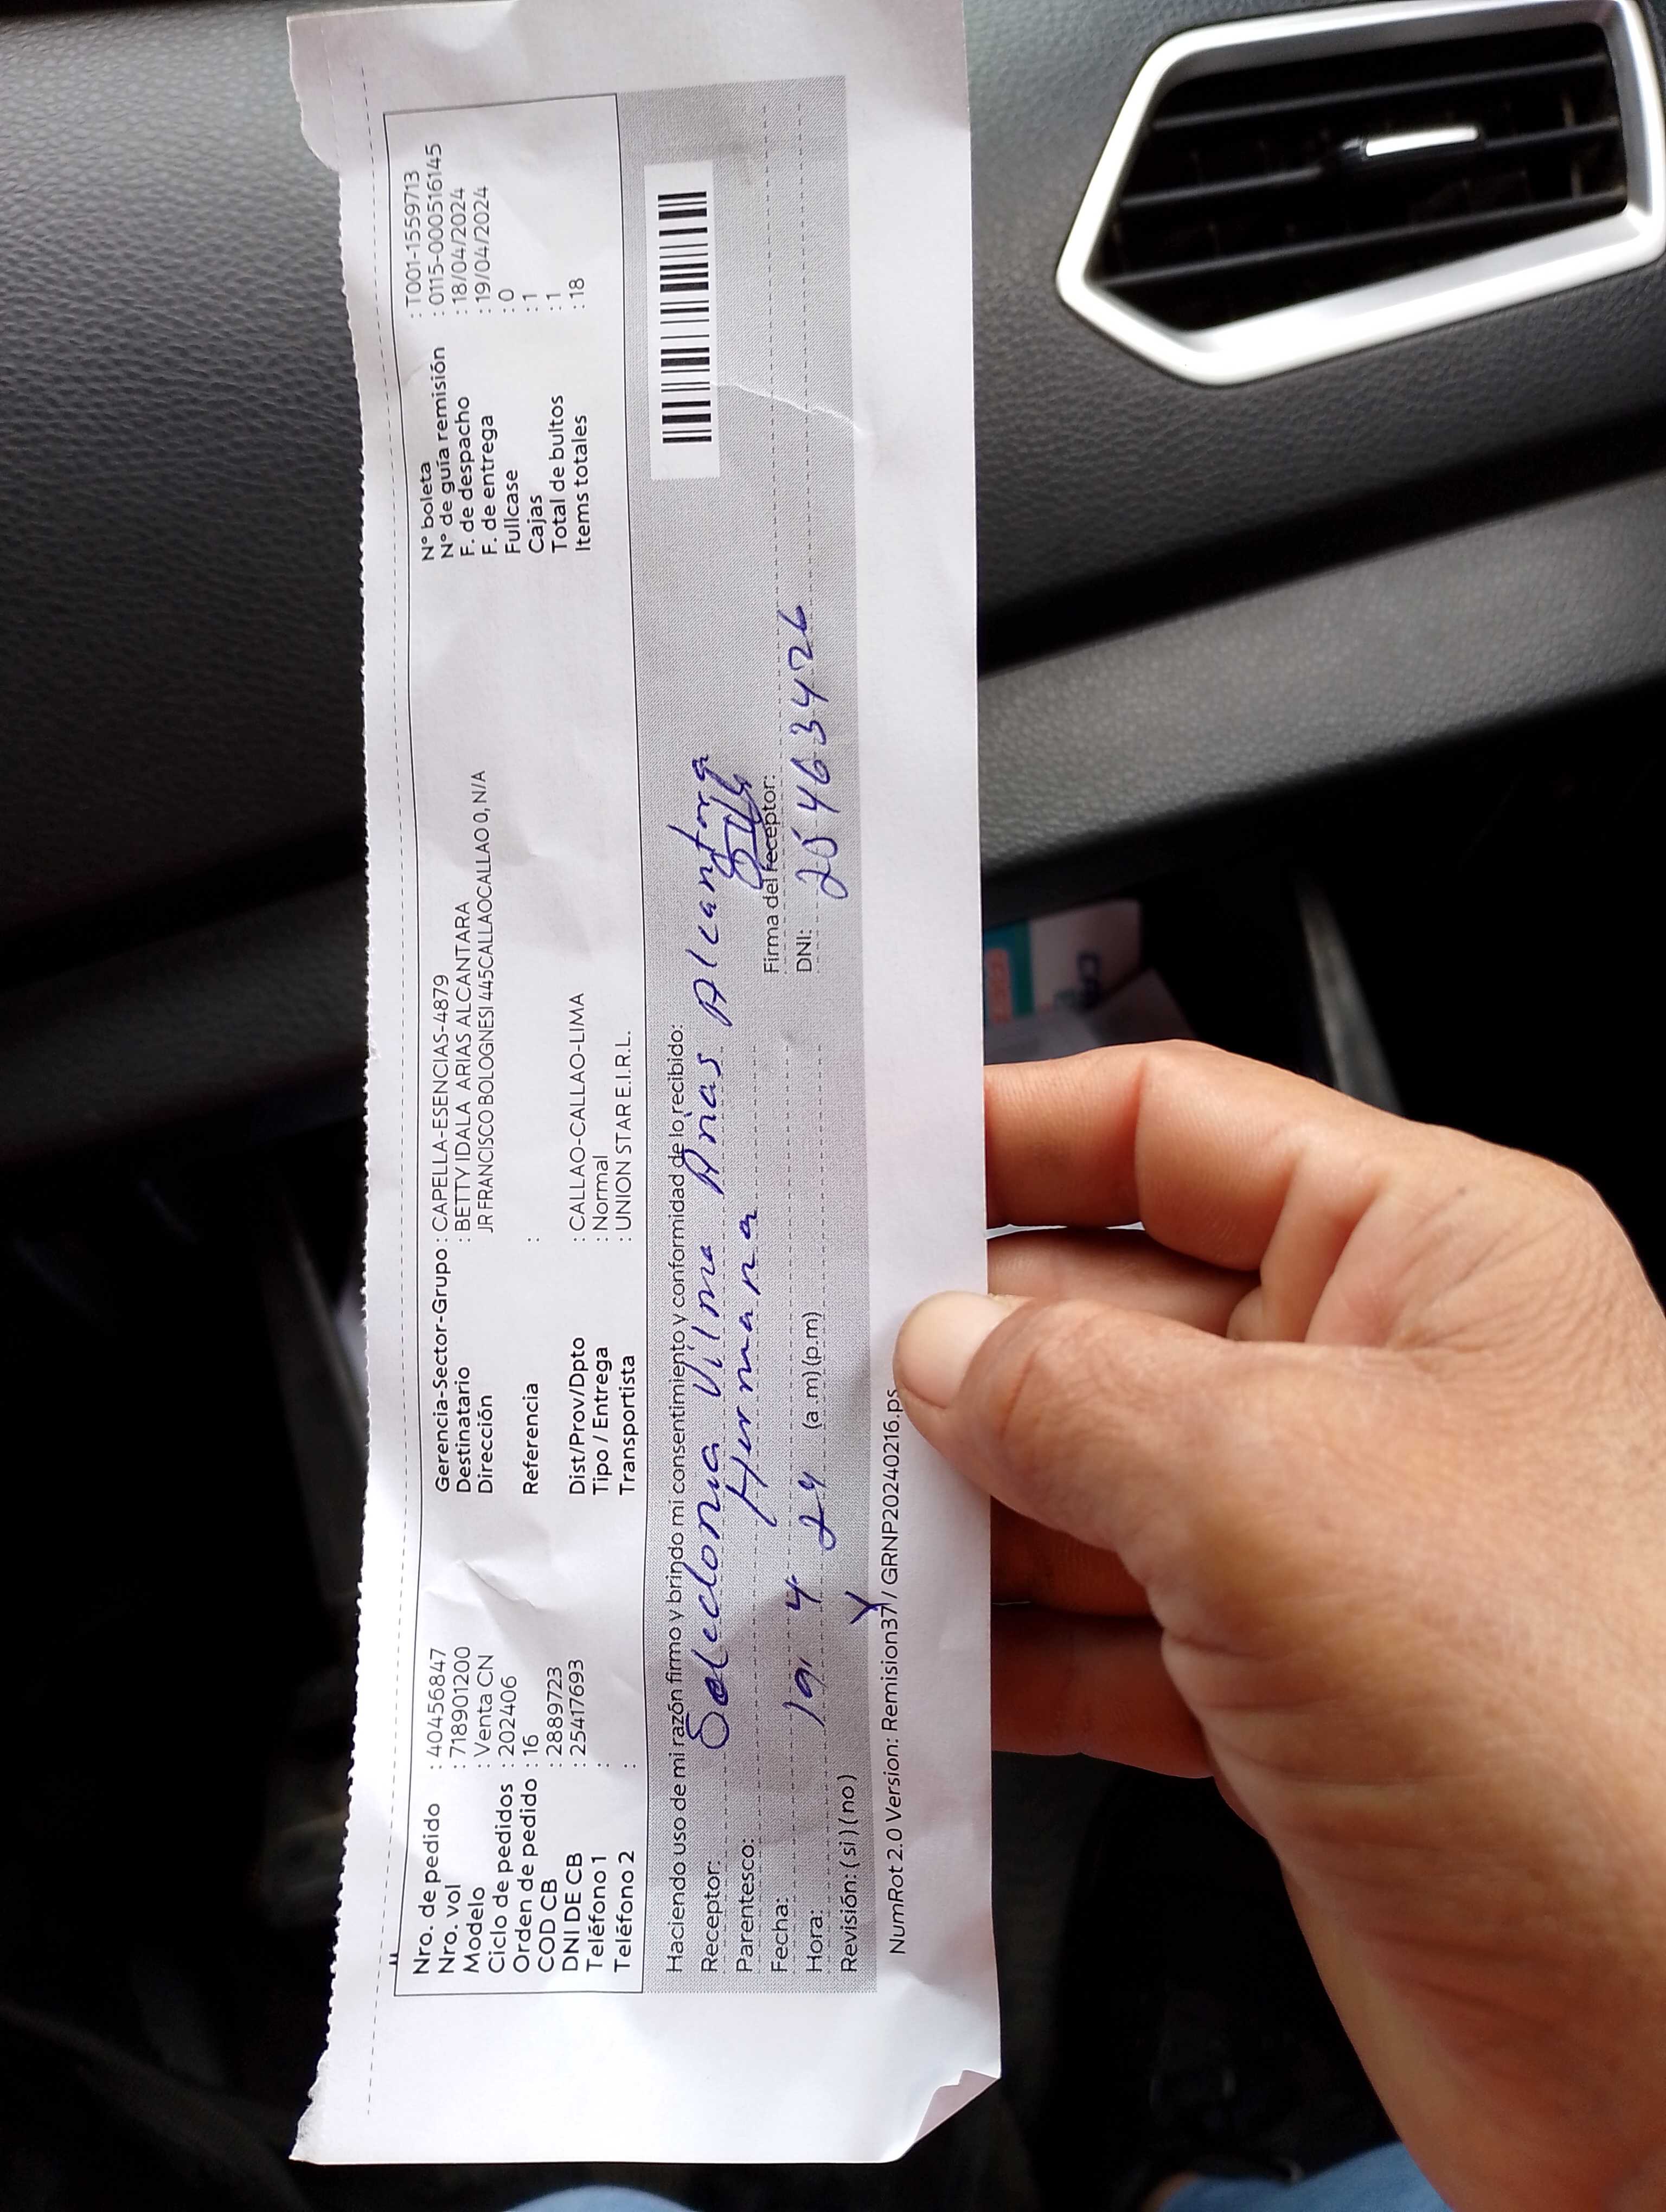 Nro. de pedido : 40456847
Nro. vol : 718901200
Modelo : Venta CN
Ciclo de pedidos : 202406
Orden de pedido : 16
COD CB : 2889723
DNI DE CB : 25417693
Teléfono 1 :
Teléfono 2 :
Gerencia-Sector-Grupo : CAPELLA-ESENCIAS-4879
Destinatario : BETTY IDALA ARIAS ALCANTARA
Dirección JR FRANCISCO BOLOGNESI 445CALLAOCALLAO 0, N/A
Referencia :
Dist/Prov/Dpto : CALLAO-CALLAO-LIMA
Tipo / Entrega : Normal
Transportista : UNION STAR E.I.R.L.
N° boleta : T001-1559713
N° de guía remisión : 0115-000516145
F. de despacho : 18/04/2024
F. de entrega : 19/04/2024
Fullcase : 0
Cajas : 1
Total de bultos : 1
Items totales : 18
Haciendo uso de mi razón firmo y brindo mi consentimiento y conformidad de lo recibido:
Receptor: Vilma Arias Alcantara
Parentesco: Hermana
Fecha: 19 4 24
Firma del receptor:
Hora: (a.m)(p.m)
DNI: 25463426
Revisión: ( si ) ( no )
NumRot 2.0 Version: Remision37 / GRNP20240216.ps